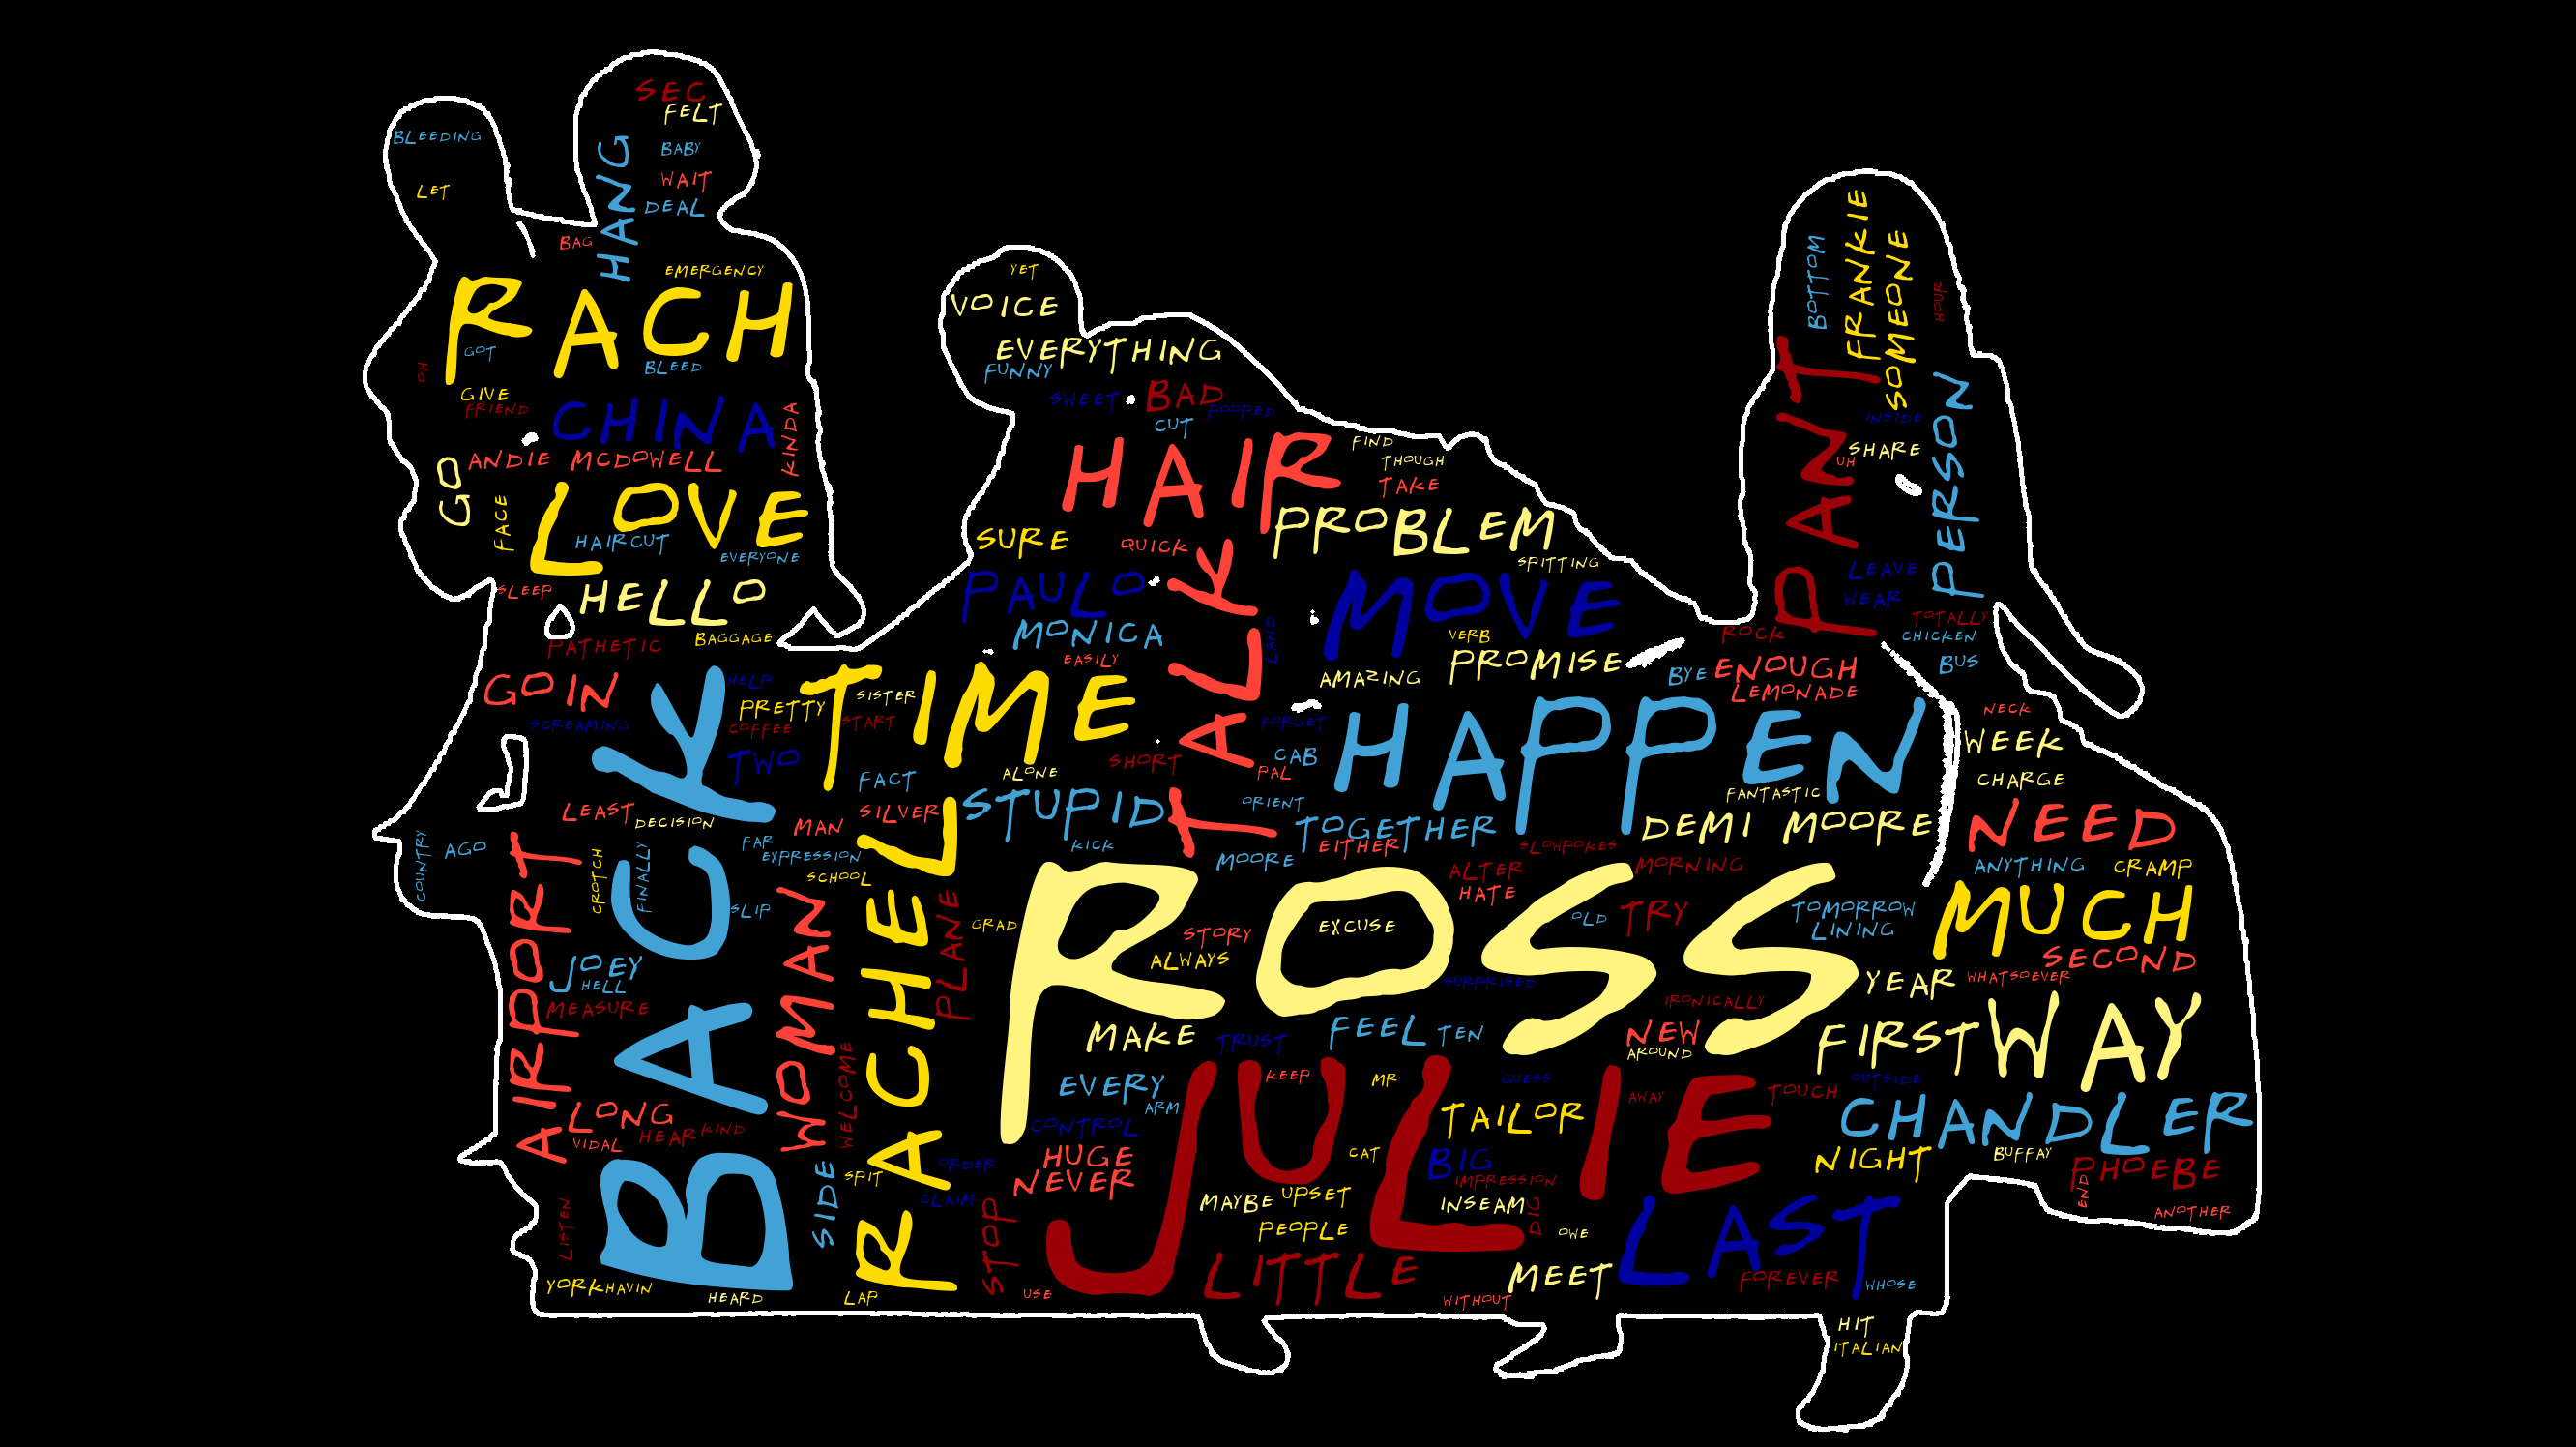 SEC
FELT
BLEEDING
HANG
BABY
WAIT
LET
DEAL
BAG
EMERGENCY
RACH
GOT
BLEED
OH
GIVE
FRIEND
CHINA
KINDA
ANDIE MCDOWELL
GO
FACE
LOVE
HAIRCUT
EVERYONE
SLEEP
HELLO
PATHETIC
BAGGAGE
YET
VOICE
EVERYTHING
FUNNY
SWEET
BAD
POOPED
CUT
HAIR
FIND
THOUGH
TAKE
SURE
QUICK
PROBLEM
SPITTING
PAULO
TALK
MOVE
MONICA
LAND
EASILY
VERB
PROMISE
AMAZING
BOTTOM
FRANKIE
SOMEONE
HOUR
PANT
INSIDE
SHARE
UH
PERSON
LEAVE
WEAR
TOTALLY
ROCK
CHICKEN
BYE
ENOUGH
BUS
LEMONADE
GOIN
SCREAMING
BACK
HELP
PRETTY
COFFEE
TWO
SISTER
START
TIME
FACT
ALONE
SHORT
FORGET
CAB
PAL
HAPPEN
NECK
WEEK
CHARGE
FANTASTIC
LEAST
DECISION
MAN
SILVER
STUPID
ORIENT
TOGETHER
EITHER
DEMI MOORE
NEED
COUNTRY
AGO
AIRPORT
CROTCH
FINALLY
FAR
EXPRESSION
SCHOOL
KICK
MOORE
SLOWPOKES
ALTER
HATE
MORNING
ANYTHING
CRAMP
SLIP
WOMAN
RACHEL
PLANE
GRAD
ROSS
EXCUSE
STORY
ALWAYS
OLD
TRY
TOMORROW
LINING
MUCH
SECOND
JOEY
HELL
MEASURE
SURPRISED
IRONICALLY
YEAR
WHATSOEVER
WELCOME
MAKE
TRUST
FEEL
TEN
NEW
AROUND
FIRST
WAY
EVERY
ARM
KEEP
MR
GUESS
AWAY
TOUCH
OUTSIDE
LONG
VIDAL
HEAR
KIND
CONTROL
JULIE
TAILOR
CHANDLER
HUGE
NEVER
CAT
BIG
IMPRESSION
NIGHT
BUFFAY
PHOEBE
END
ANOTHER
SIDE
SPIT
ORDER
CLAIM
MAYBE
UPSET
PEOPLE
INSEAM
DIG
OWE
LISTEN
STOP
LITTLE
MEET
LAST
FOREVER
WHOSE
YORKHAVIN
HEARD
LAP
USE
WITHOUT
HIT
ITALIAN